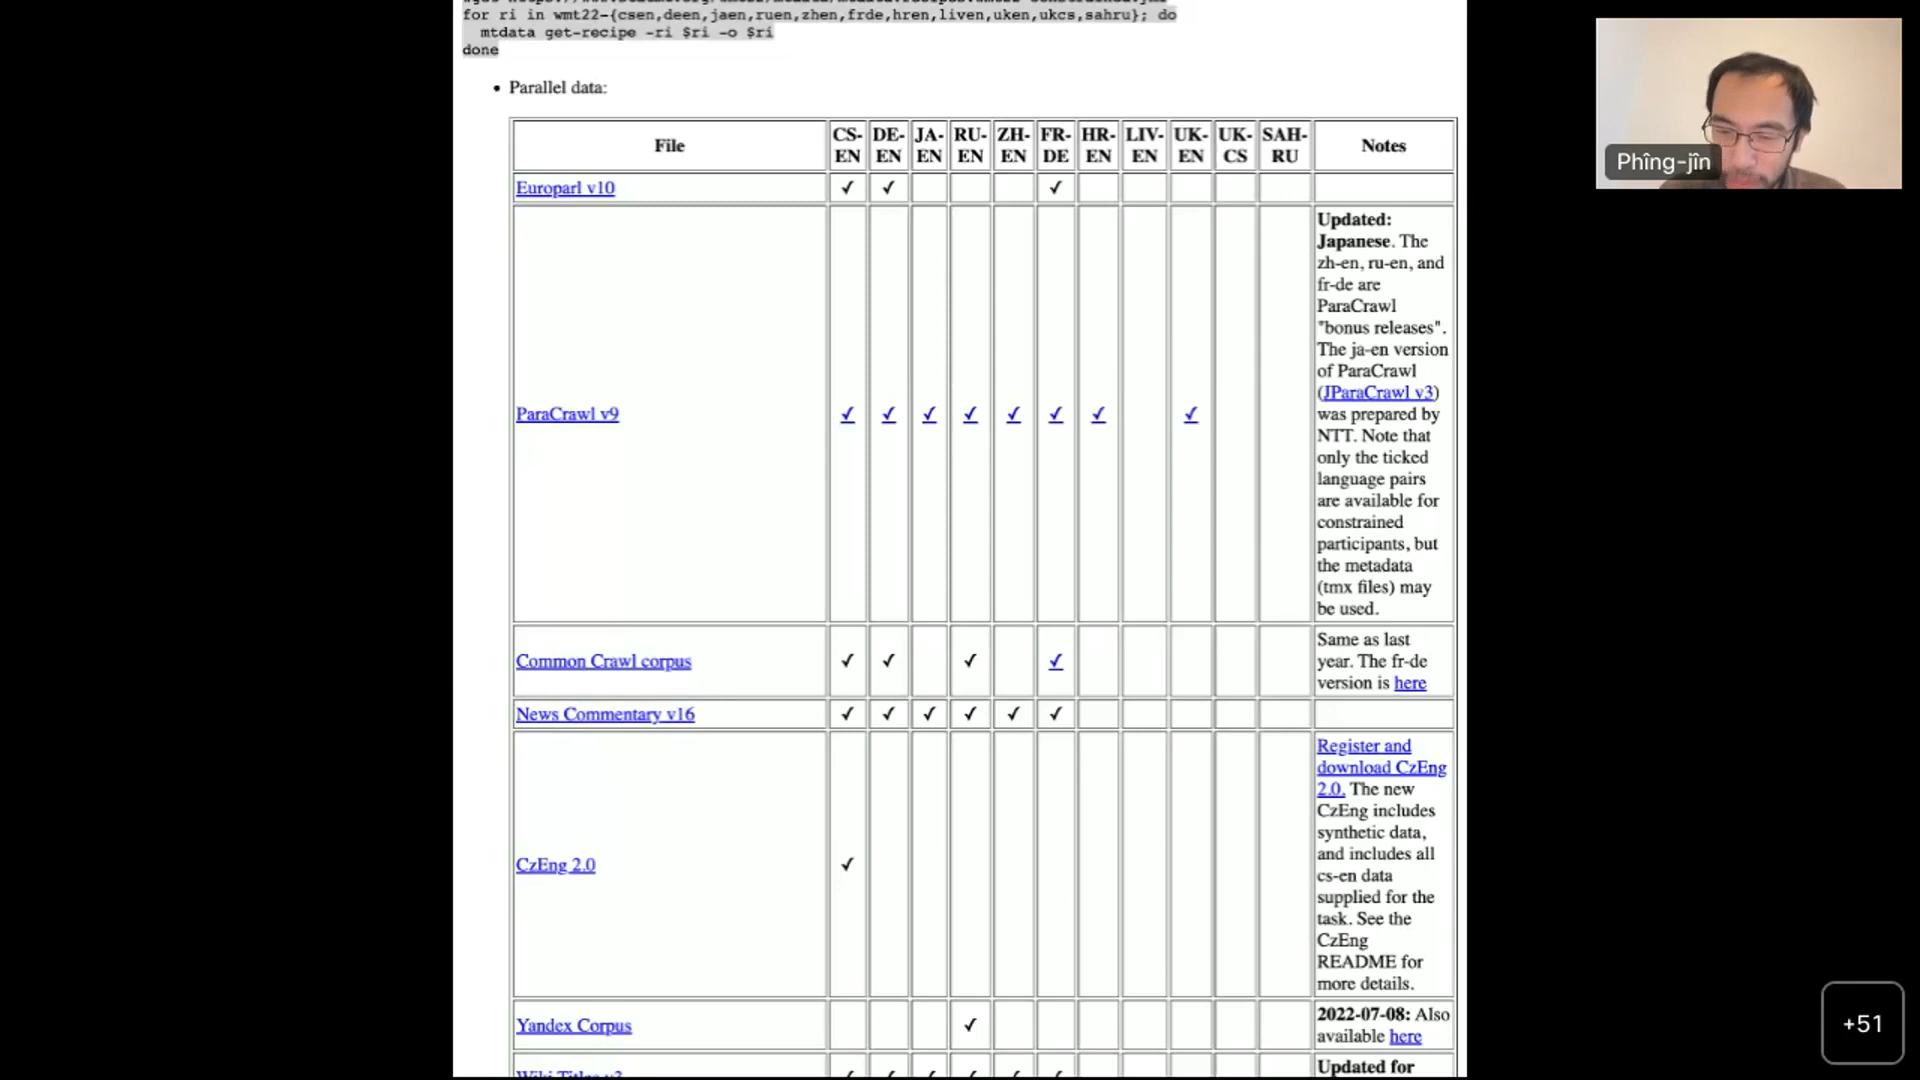 for ri in wmt22-{csen,deen,jaen,ruen,zhen,frde,hren,liven,uken,ukcs,sahru}; do
mtdata get-recipe -ri $ri -o $ri
done
• Parallel data:
File CS-EN DE-EN JA-EN RU-EN ZH-EN FR-DE HR-EN LIV-EN UK-EN UK-CS SAH-RU Notes
Europarl v10 ✓ ✓ ✓
Updated:
Japanese. The
zh-en, ru-en, and
fr-de are
ParaCrawl
"bonus releases".
The ja-en version
of ParaCrawl
(JParaCrawl v3)
ParaCrawl v9 ✓ ✓ ✓ ✓ ✓ ✓ ✓ ✓ was prepared by
NTT. Note that
only the ticked
language pairs
are available for
constrained
participants, but
the metadata
(tmx files) may
be used.
Same as last
Common Crawl corpus ✓ ✓ ✓ ✓ year. The fr-de
version is here
News Commentary v16 ✓ ✓ ✓ ✓ ✓ ✓
Register and
download CzEng
2.0. The new
CzEng includes
synthetic data,
and includes all
CzEng 2.0 ✓ cs-en data
supplied for the
task. See the
CzEng
README for
more details.
Yandex Corpus ✓ 2022-07-08: Also
available here
Wiki Titles v3 ✓ ✓ ✓ ✓ ✓ ✓ Updated for
Phîng-jîn
+51